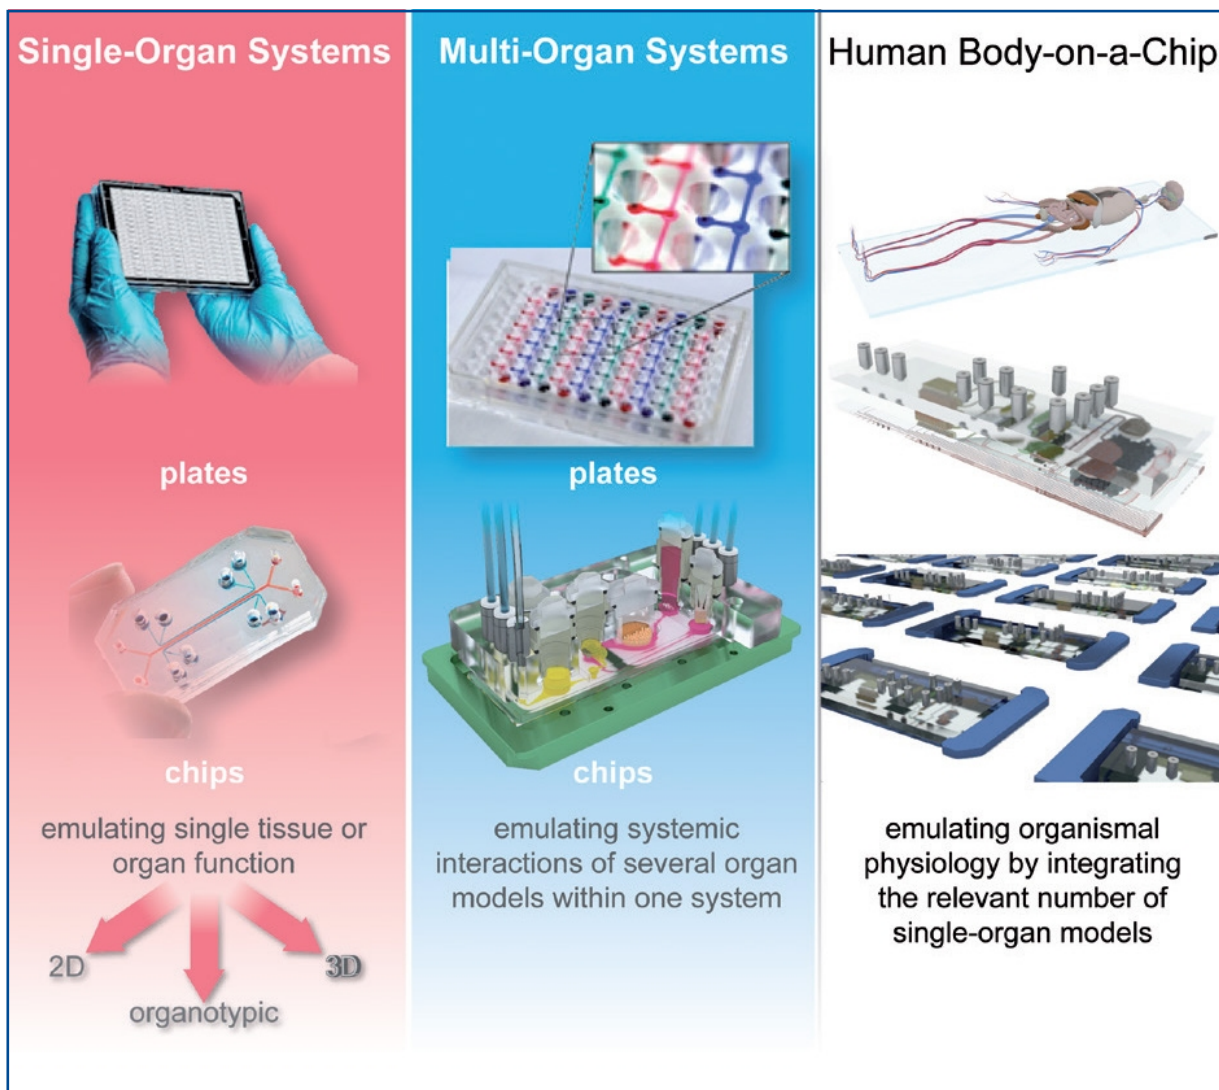 Single-Organ Systems
plates
chips
emulating single tissue or
organ function
2D
3D
organotypic
Multi-Organ Systems
plates
chips
emulating systemic
interactions of several organ
models within one system
Human Body-on-a-Chip
emulating organismal
physiology by integrating
the relevant number of
single-organ models